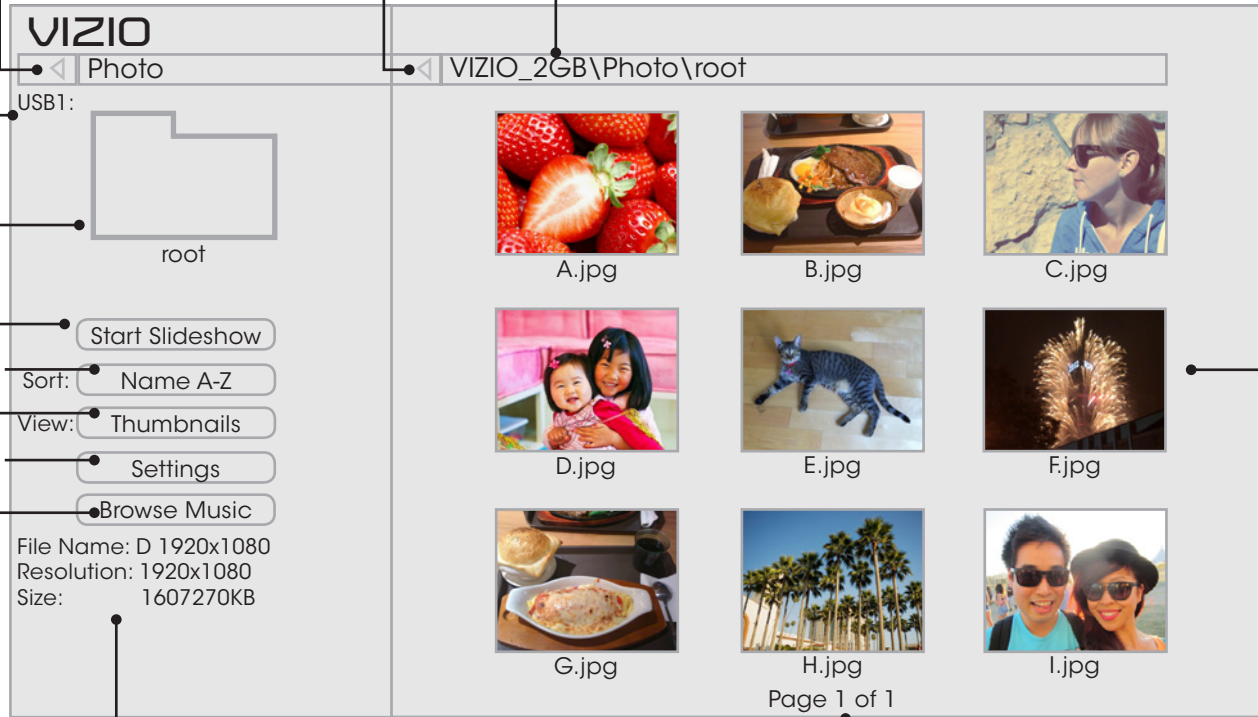 VIZIO
Photo
USB1:
root
Start Slideshow
Sort: Name A-Z
View: Thumbnails
Settings
Browse Music
File Name: D 1920x1080
Resolution: 1920x1080
Size: 1607270KB
VIZIO_2GB\Photo\root
A.jpg
B.jpg
C.jpg
D.jpg
E.jpg
F.jpg
G.jpg
H.jpg
I.jpg
Page 1 of 1